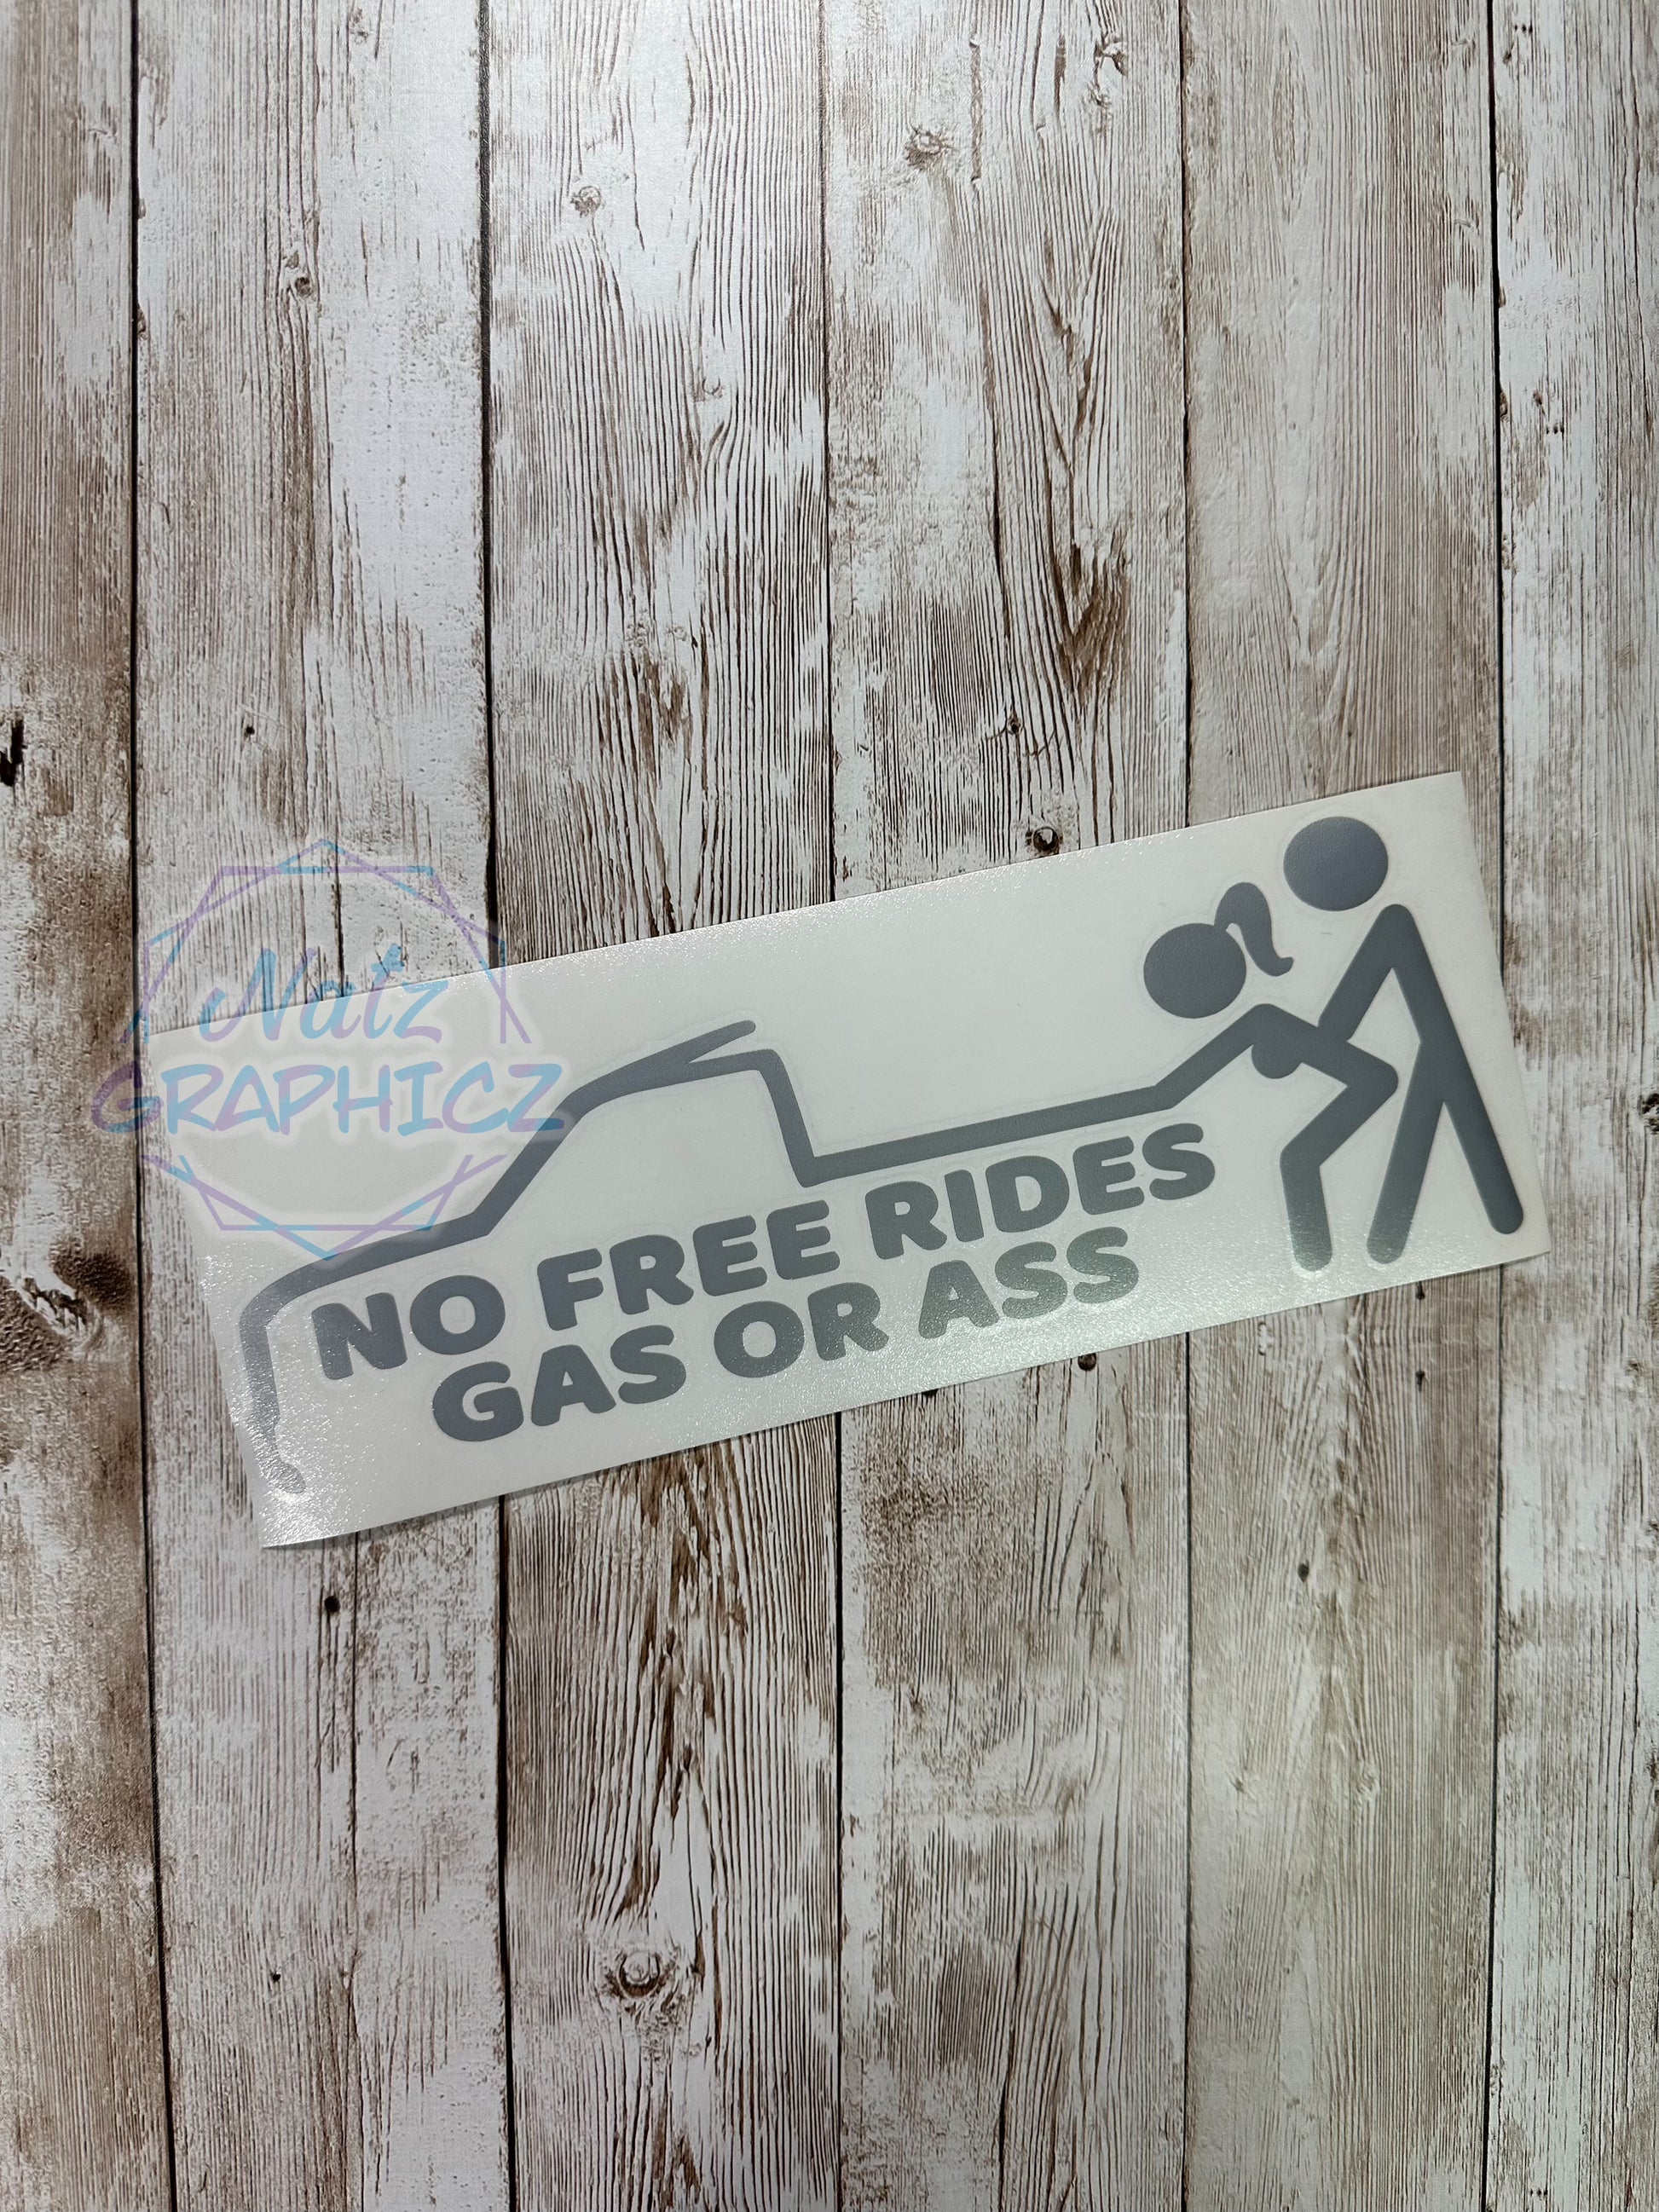 Natz
GRAPHICZ
NO FREE RIDES
GAS OR ASS